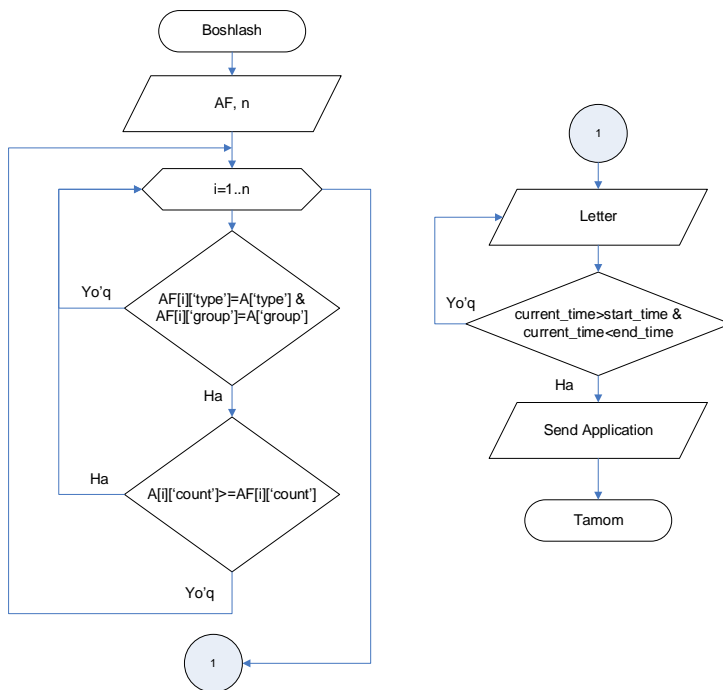 Boshlash
AF, n
i=1..n
AF[i][‘type’]=A[‘type’] &
AF[i][‘group’]=A[‘group’]
Yo’q
Ha
A[i][‘count’]>=AF[i][‘count’]
Ha
Yo’q
1
1
Letter
current_time>start_time &
current_time<end_time
Yo’q
Ha
Send Application
Tamom